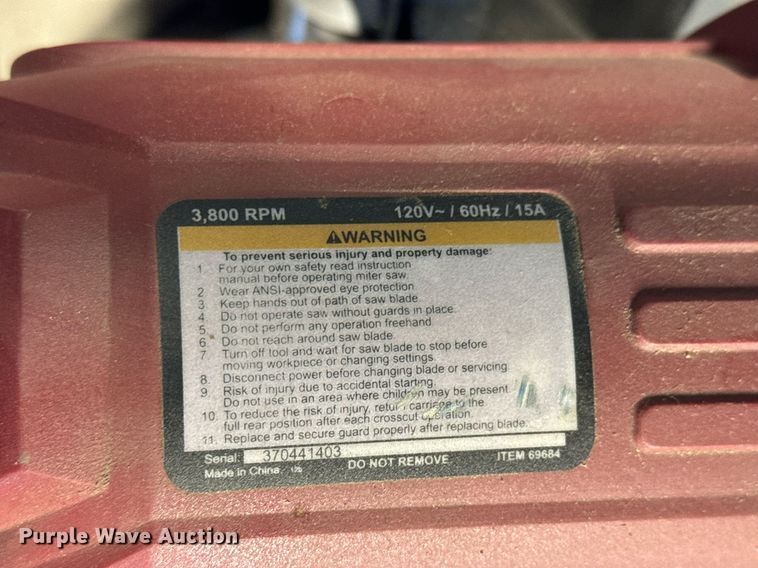 3,800 RPM 120V~ / 60Hz / 15A
⚠WARNING
To prevent serious injury and property damage:
1. For your own safety read instruction
manual before operating miter saw.
2. Wear ANSI-approved eye protection.
3. Keep hands out of path of saw blade.
4. Do not operate saw without guards in place.
5. Do not perform any operation freehand.
6. Do not reach around saw blade.
7. Turn off tool and wait for saw blade to stop before
moving workpiece or changing settings.
8. Disconnect power before changing blade or servicing.
9. Risk of injury due to accidental starting.
Do not use in an area where children may be present.
10. To reduce the risk of injury, return carriage to the
full rear position after each crosscut operation.
11. Replace and secure guard properly after replacing blade.
Serial: 370441403
Made in China DO NOT REMOVE ITEM 69684
Purple Wave Auction